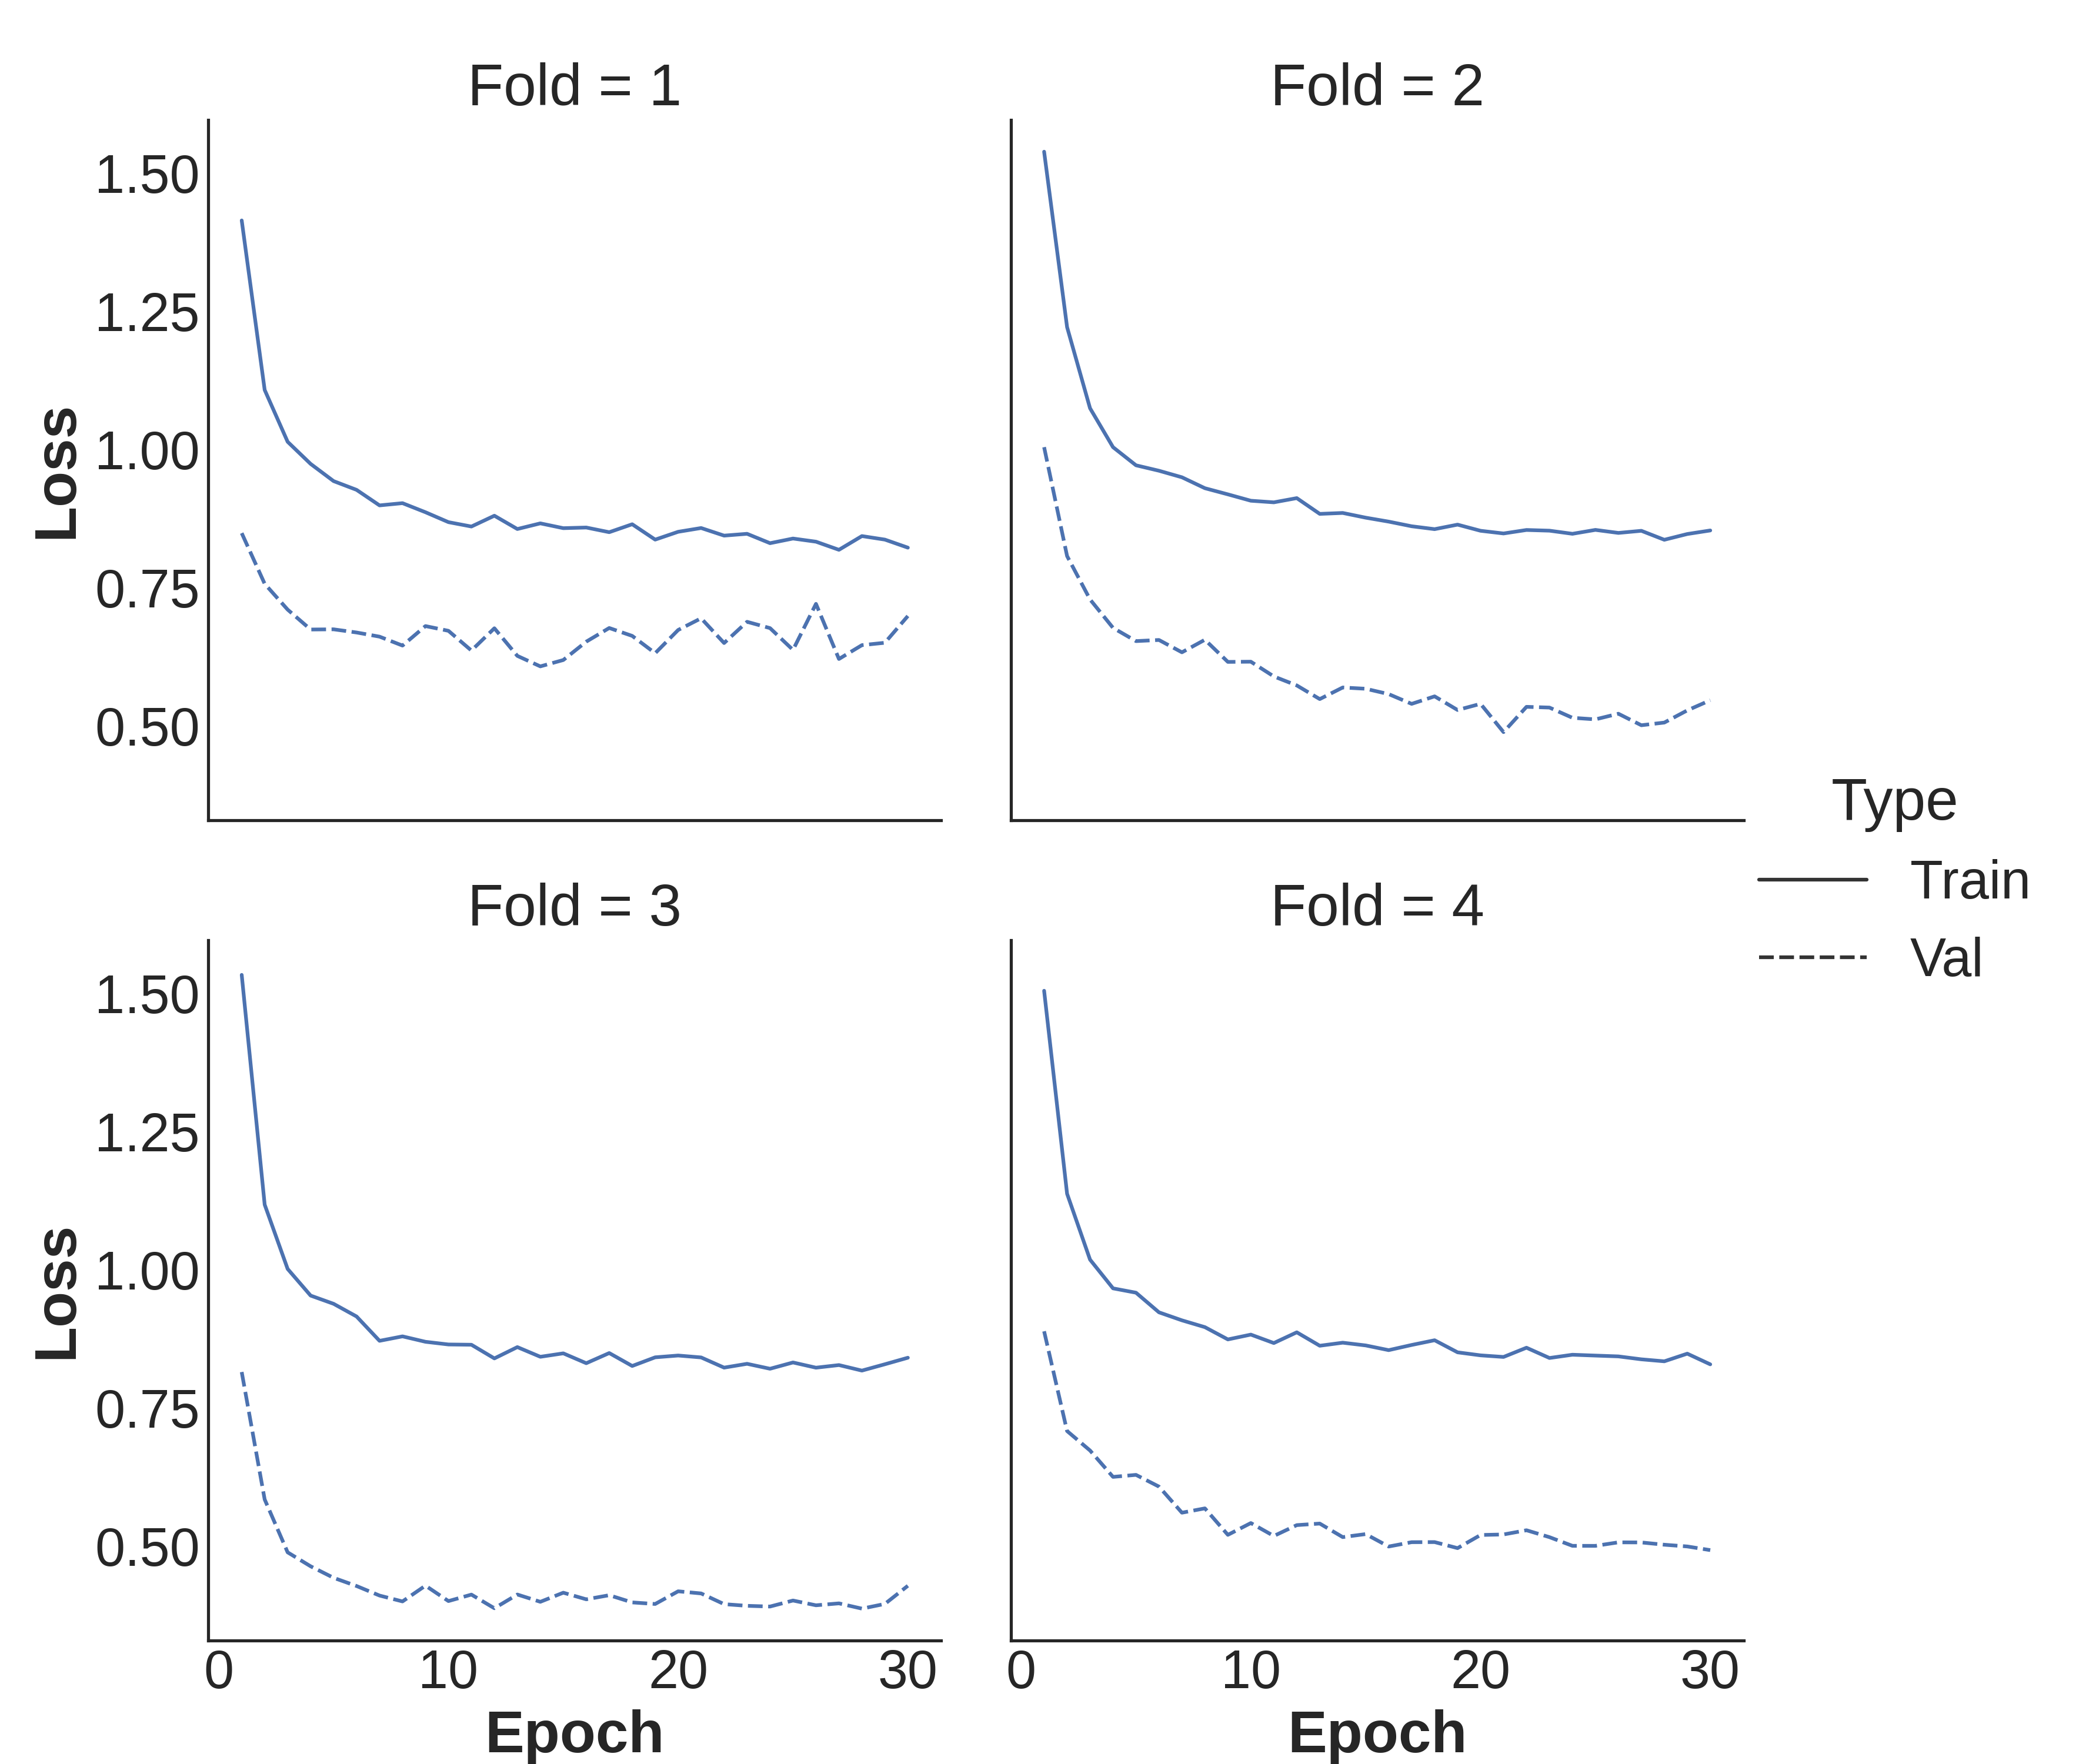 Fold = 1
Fold = 2
1.50
1.25
1.00
0.75
0.50
Loss
Type
Train
Val
Fold = 3
Fold = 4
1.50
1.25
1.00
0.75
0.50
Loss
0 10 20 30
0 10 20 30
Epoch
Epoch